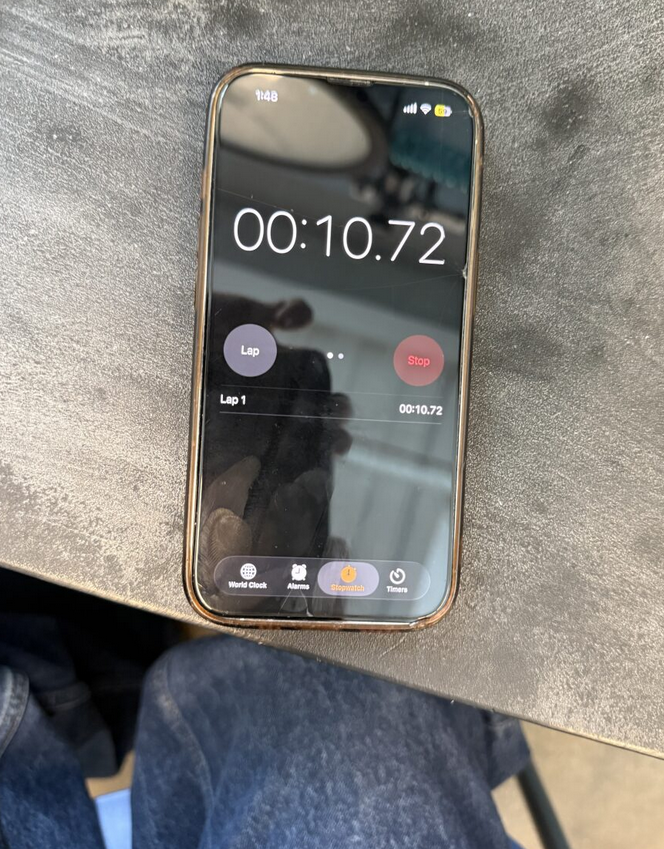 1:48
00:10.72
Lap
Stop
Lap 1 00:10.72
World Clock Alarms Stopwatch Timers